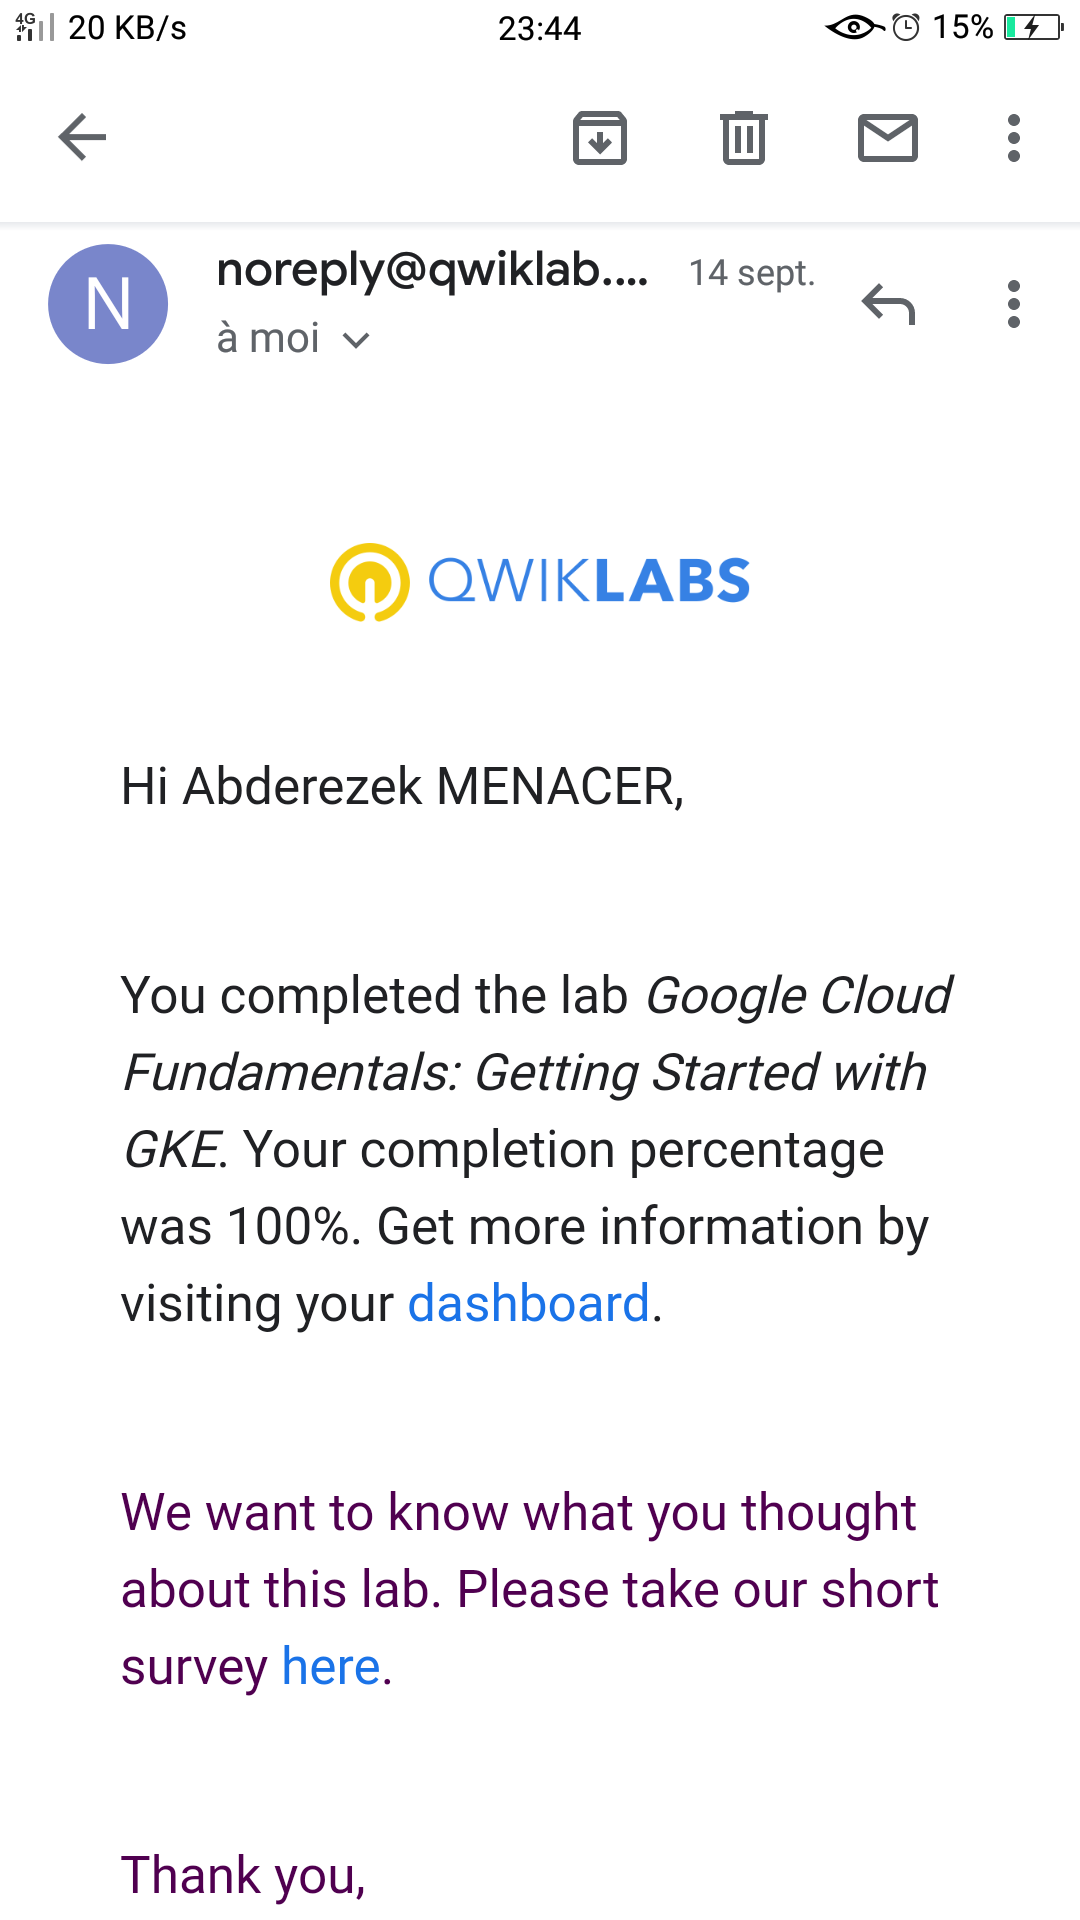 4G 20 KB/s 23:44 15%
N noreply@qwiklab.... 14 sept.
à moi
QWIKLABS
Hi Abderezek MENACER,
You completed the lab Google Cloud
Fundamentals: Getting Started with
GKE. Your completion percentage
was 100%. Get more information by
visiting your dashboard.
We want to know what you thought
about this lab. Please take our short
survey here.
Thank you,